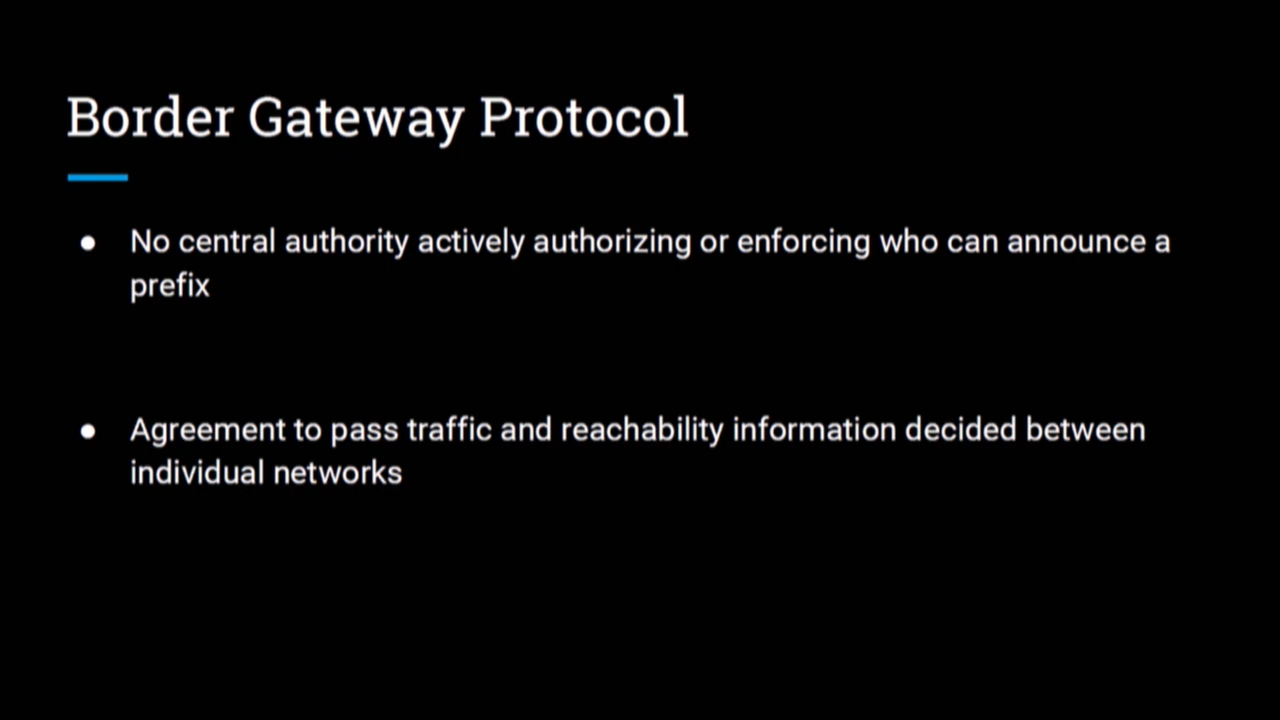 Border Gateway Protocol
● No central authority actively authorizing or enforcing who can announce a
prefix
● Agreement to pass traffic and reachability information decided between
individual networks